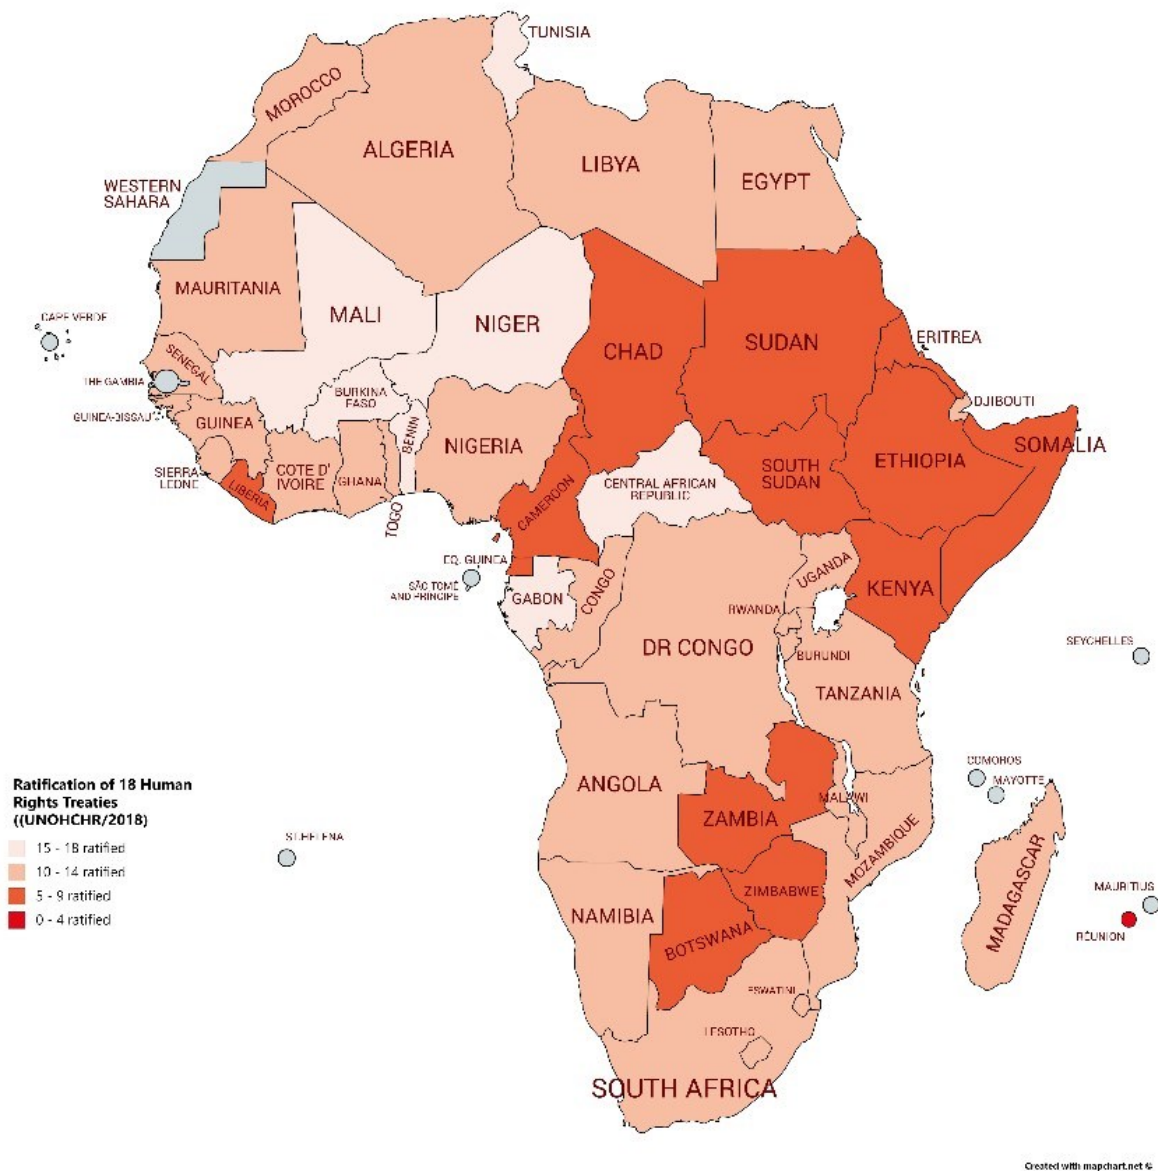 TUNISIA
MOROCCO
ALGERIA
LIBYA
EGYPT
WESTERN
SAHARA
MAURITANIA
MALI
NIGER
CHAD
SUDAN
ERITREA
CAPE VERDE
SENEGAL
THE GAMBIA
GUINEA-BISSAU
GUINEA
SIERRA
LEONE
LIBERIA
COTE D'
IVOIRE
BURKINA
FASO
GHANA
TOGO
BENIN
NIGERIA
CAMEROON
CENTRAL AFRICAN
REPUBLIC
SOUTH
SUDAN
ETHIOPIA
DJIBOUTI
SOMALIA
EQ. GUINEA
SÃO TOMÉ
AND PRINCIPE
GABON
CONGO
DR CONGO
UGANDA
KENYA
RWANDA
BURUNDI
TANZANIA
SEYCHELLES
COMOROS
MAYOTTE
ANGOLA
ZAMBIA
MALAWI
MOZAMBIQUE
ZIMBABWE
NAMIBIA
BOTSWANA
MADAGASCAR
MAURITIUS
RÉUNION
ST.HELENA
ESWATINI
LESOTHO
SOUTH AFRICA
Ratification of 18 Human
Rights Treaties
((UNOHCHR/2018)
15 - 18 ratified
10 - 14 ratified
5 - 9 ratified
0 - 4 ratified
Created with mapchart.net ©